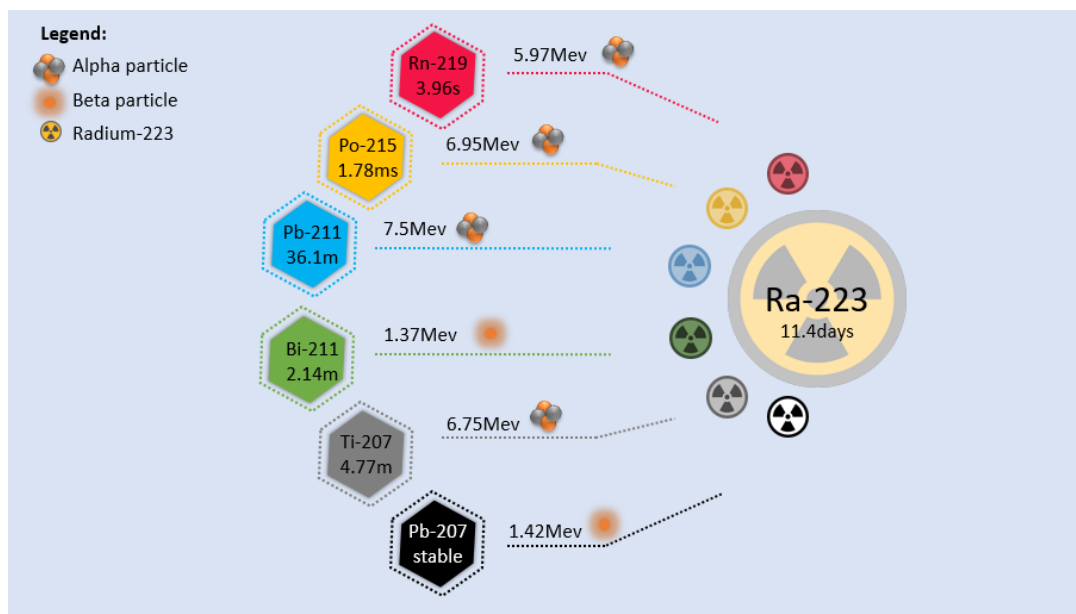 Legend:
Alpha particle
Beta particle
Radium-223
Rn-219
3.96s
5.97Mev
Po-215
1.78ms
6.95Mev
Pb-211
36.1m
7.5Mev
Ra-223
11.4days
Bi-211
2.14m
1.37Mev
Ti-207
4.77m
6.75Mev
Pb-207
stable
1.42Mev